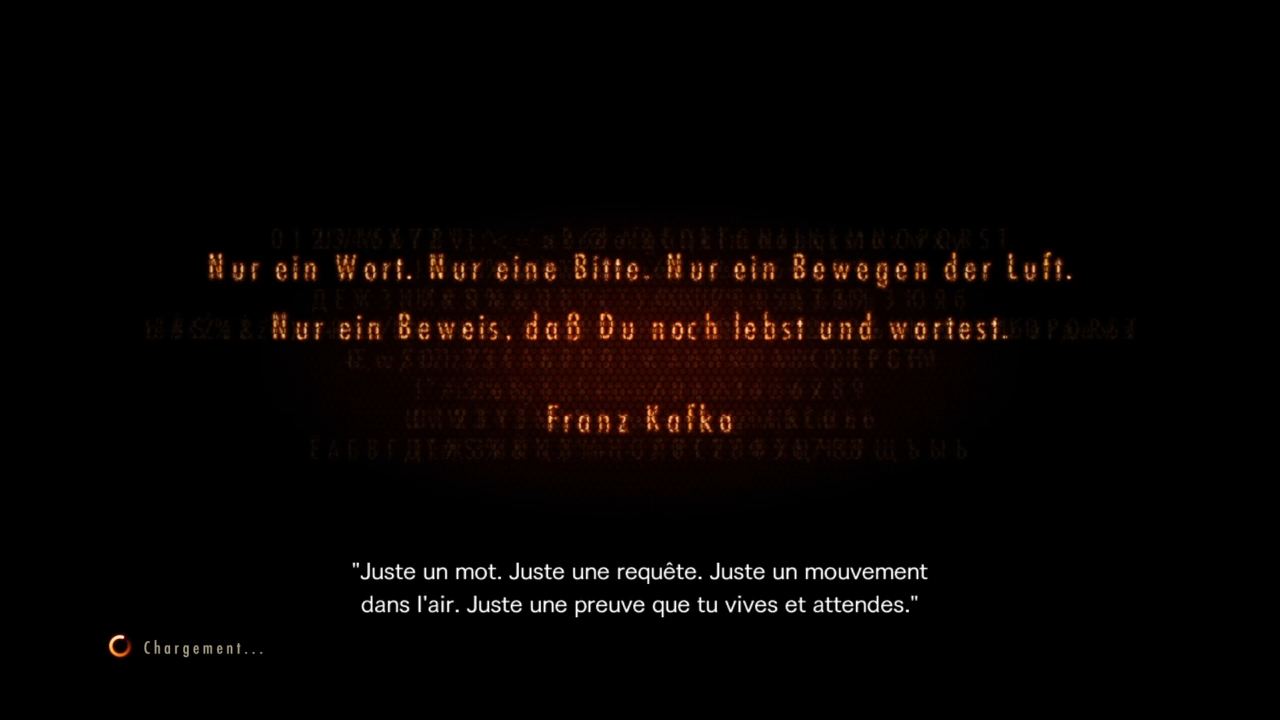 Nur ein Wort. Nur eine Bitte. Nur ein Bewegen der Luft.
Nur ein Beweis, daß Du noch lebst und wartest.
Franz Kafka
"Juste un mot. Juste une requête. Juste un mouvement
dans l'air. Juste une preuve que tu vives et attendes."
Chargement...